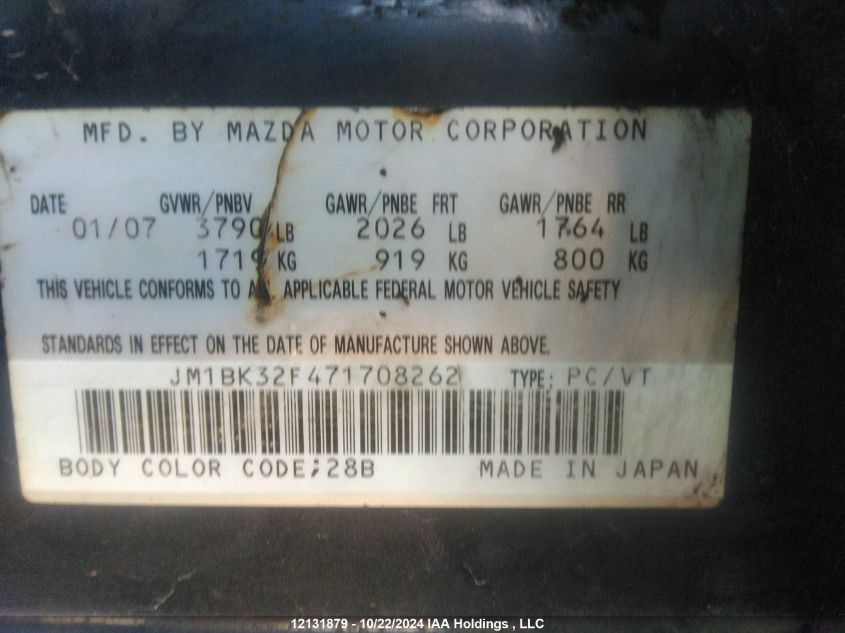 MFD. BY MAZDA MOTOR CORPORATION
DATE GVWR/PNBV GAWR/PNBE FRT GAWR/PNBE RR
01/07 3790 LB 2026 LB 1764 LB
1719 KG 919 KG 800 KG
THIS VEHICLE CONFORMS TO ALL APPLICABLE FEDERAL MOTOR VEHICLE SAFETY
STANDARDS IN EFFECT ON THE DATE OF MANUFACTURE SHOWN ABOVE.
JM1BK32F471708262 TYPE: PC/VT
BODY COLOR CODE:28B MADE IN JAPAN
12131879 - 10/22/2024 IAA Holdings , LLC